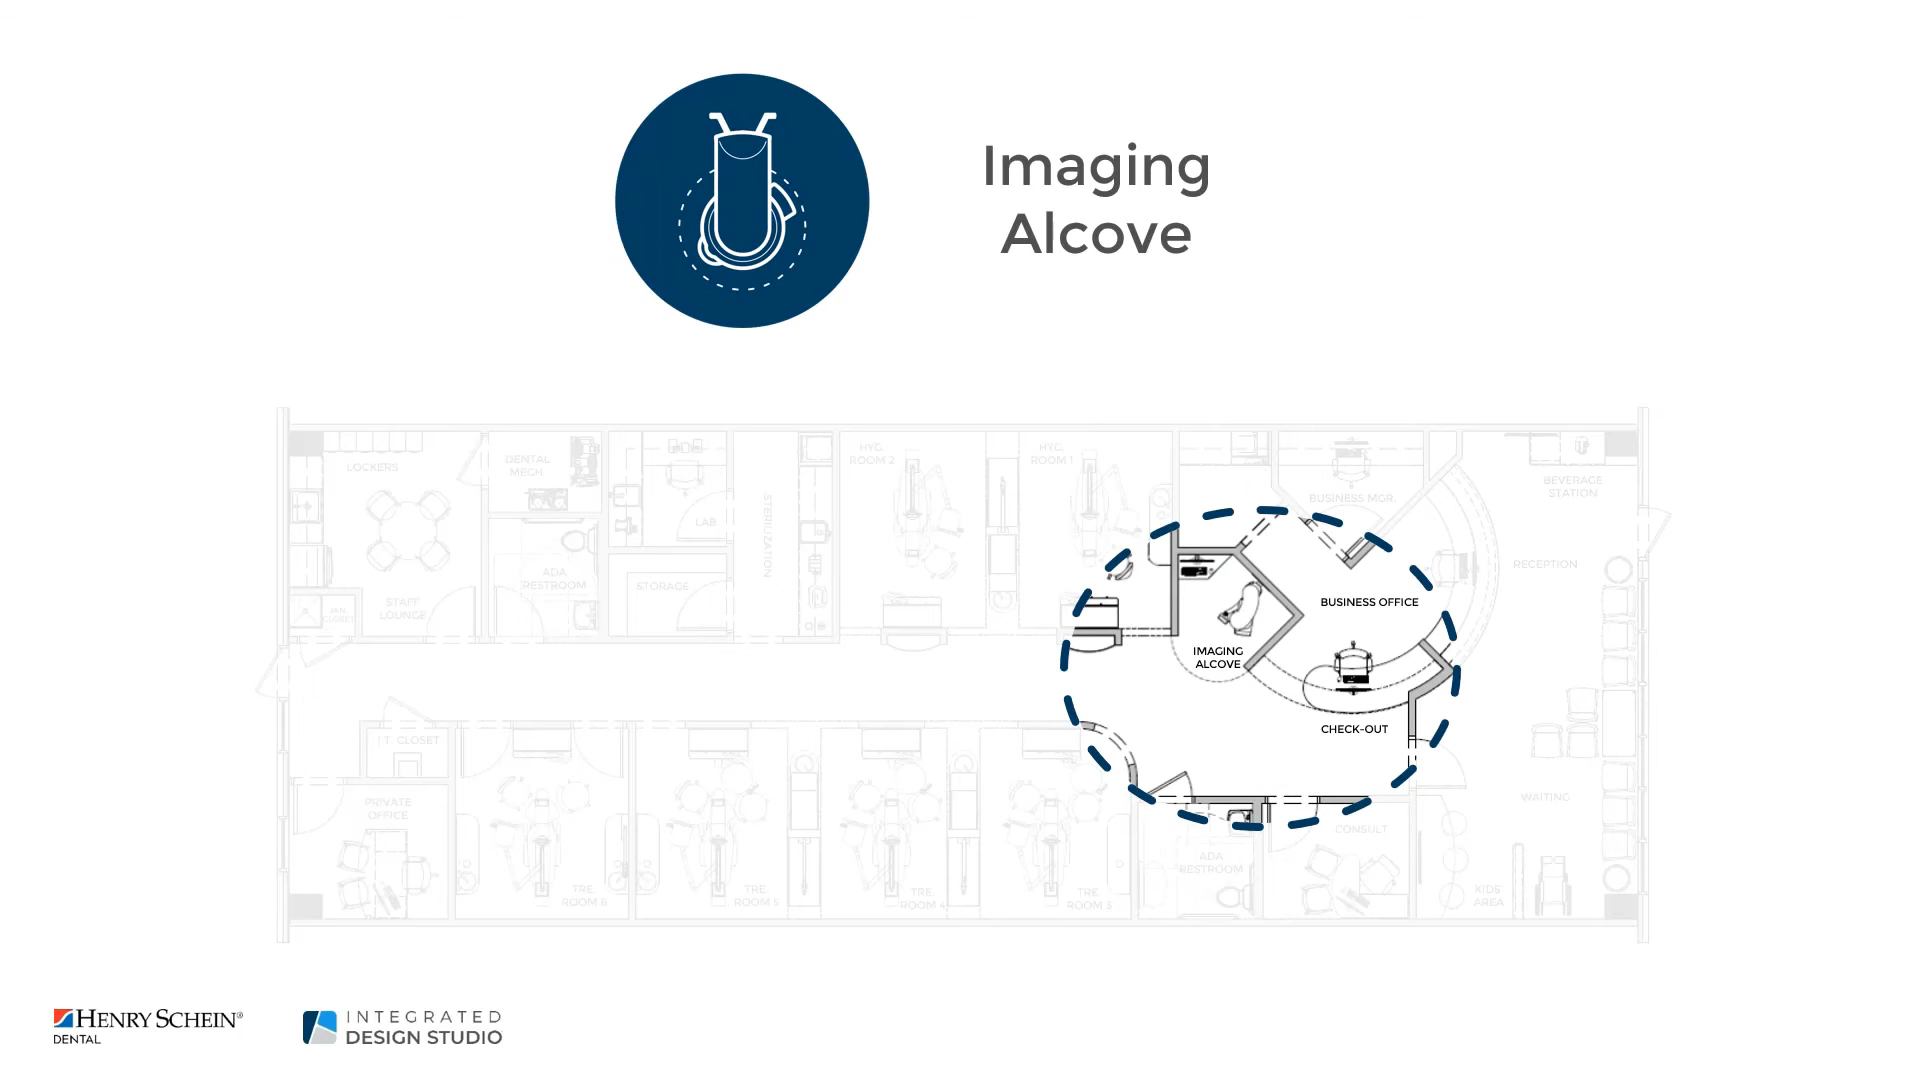 Imaging
Alcove
LOCKERS
DENTAL
MECH
HYG.
ROOM 2
HYG.
ROOM 1
BEVERAGE
STATION
BUSINESS MGR.
LAB
STERILIZATION
RECEPTION
ADA
RESTROOM
STORAGE
STAFF
LOUNGE
JAN.
CLOSET
BUSINESS OFFICE
IMAGING
ALCOVE
CHECK-OUT
I.T. CLOSET
PRIVATE
OFFICE
WAITING
CONSULT
ADA
RESTROOM
TRE.
ROOM 6
TRE.
ROOM 5
TRE.
ROOM 4
TRE.
ROOM 3
KIDS'
AREA
HENRY SCHEIN®
DENTAL
INTEGRATED
DESIGN STUDIO